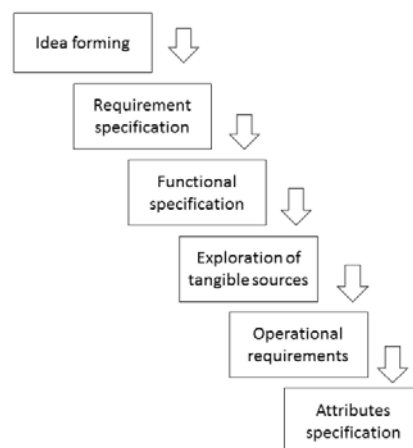 Idea forming
Requirement
specification
Functional
specification
Exploration of
tangible sources
Operational
requirements
Attributes
specification